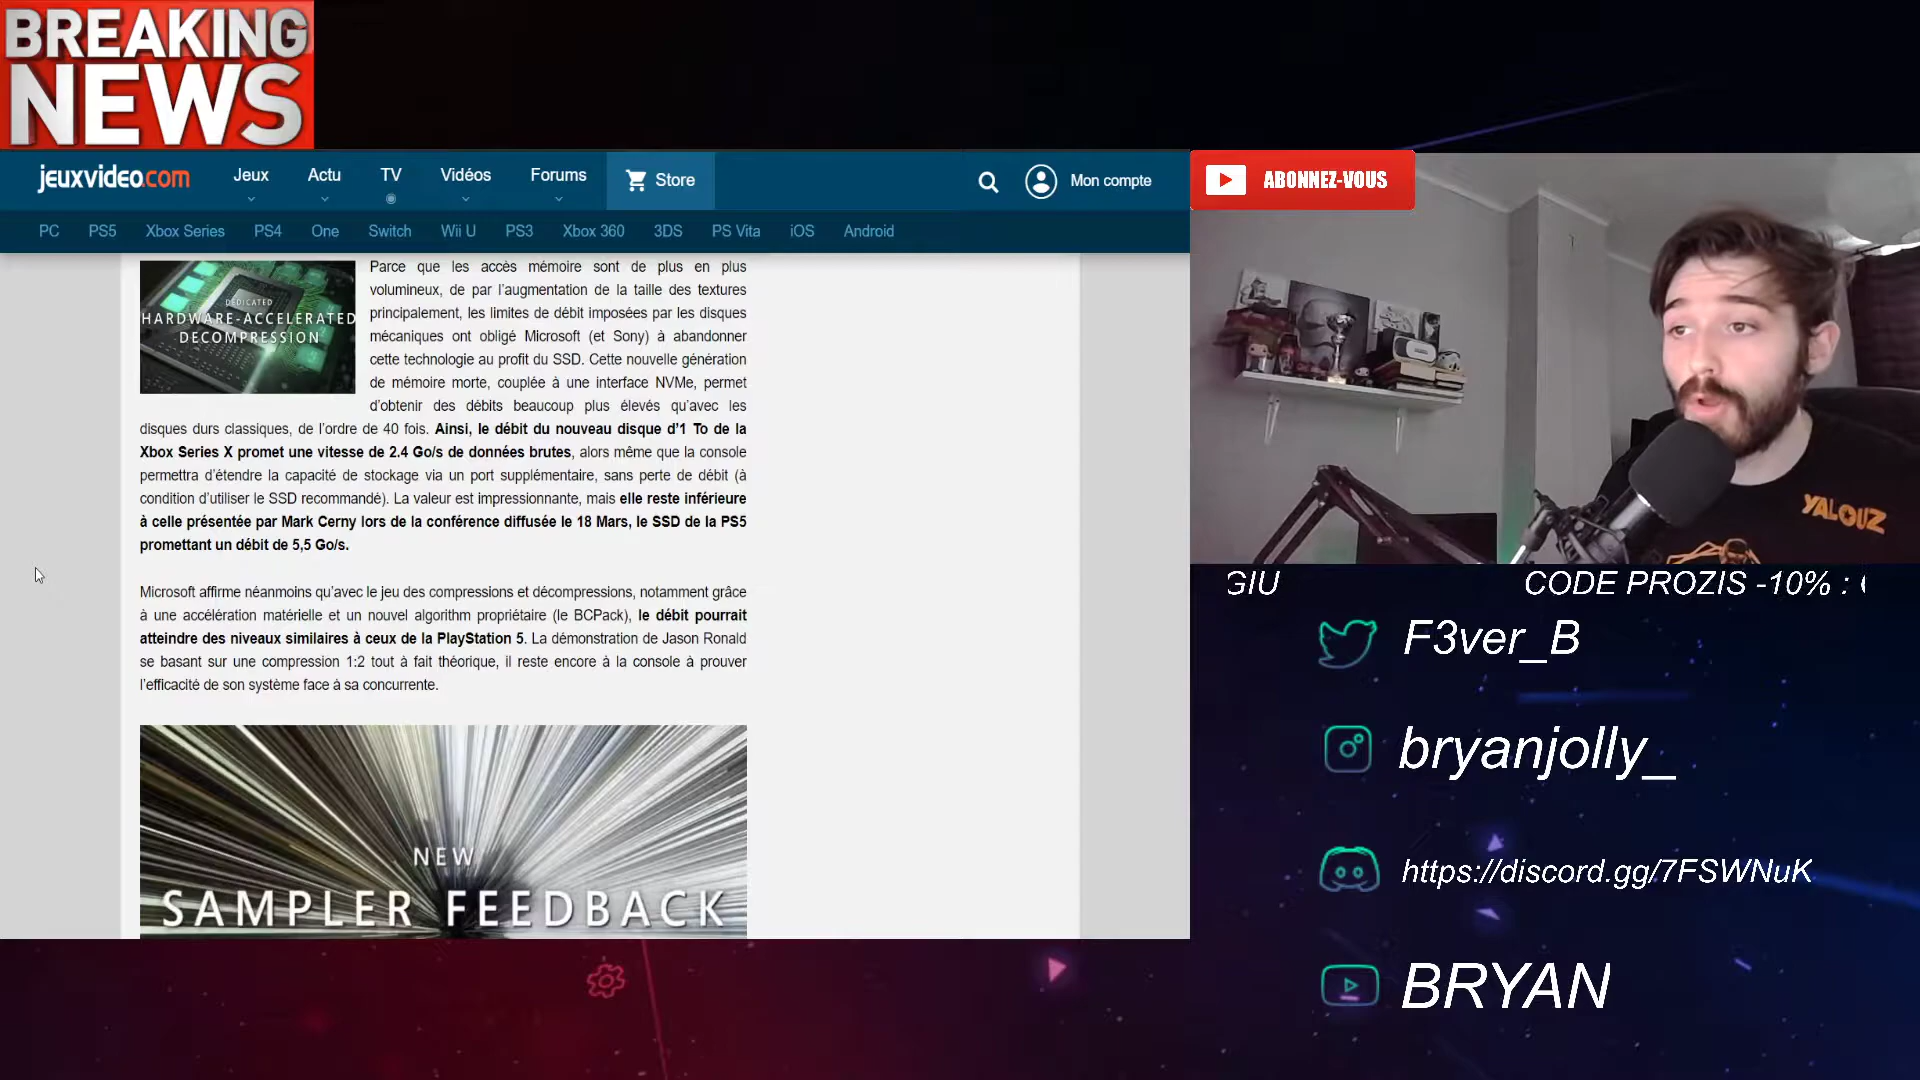 BREAKING
NEWS
jeuxvideo.com
Jeux
Actu
TV
Vidéos
Forums
Store
Mon compte
PC
PS5
Xbox Series
PS4
One
Switch
Wii U
PS3
Xbox 360
3DS
PS Vita
iOS
Android
DEDICATED
HARDWARE-ACCELERATED
DECOMPRESSION
Parce que les accès mémoire sont de plus en plus
volumineux, de par l’augmentation de la taille des textures
principalement, les limites de débit imposées par les disques
mécaniques ont obligé Microsoft (et Sony) à abandonner
cette technologie au profit du SSD. Cette nouvelle génération
de mémoire morte, couplée à une interface NVMe, permet
d’obtenir des débits beaucoup plus élevés qu’avec les
disques durs classiques, de l’ordre de 40 fois. Ainsi, le débit du nouveau disque d’1 To de la
Xbox Series X promet une vitesse de 2.4 Go/s de données brutes, alors même que la console
permettra d’étendre la capacité de stockage via un port supplémentaire, sans perte de débit (à
condition d’utiliser le SSD recommandé). La valeur est impressionnante, mais elle reste inférieure
à celle présentée par Mark Cerny lors de la conférence diffusée le 18 Mars, le SSD de la PS5
promettant un débit de 5,5 Go/s.
Microsoft affirme néanmoins qu’avec le jeu des compressions et décompressions, notamment grâce
à une accélération matérielle et un nouvel algorithm propriétaire (le BCPack), le débit pourrait
atteindre des niveaux similaires à ceux de la PlayStation 5. La démonstration de Jason Ronald
se basant sur une compression 1:2 tout à fait théorique, il reste encore à la console à prouver
l’efficacité de son système face à sa concurrente.
NEW
SAMPLER FEEDBACK
ABONNEZ-VOUS
YALOUZ
GIU
CODE PROZIS -10% :
F3ver_B
bryanjolly_
https://discord.gg/7FSWNuK
BRYAN